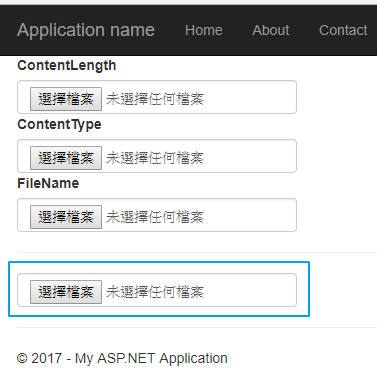 Application name Home About Contact
ContentLength
選擇檔案 未選擇任何檔案
ContentType
選擇檔案 未選擇任何檔案
FileName
選擇檔案 未選擇任何檔案
選擇檔案 未選擇任何檔案
© 2017 - My ASP.NET Application